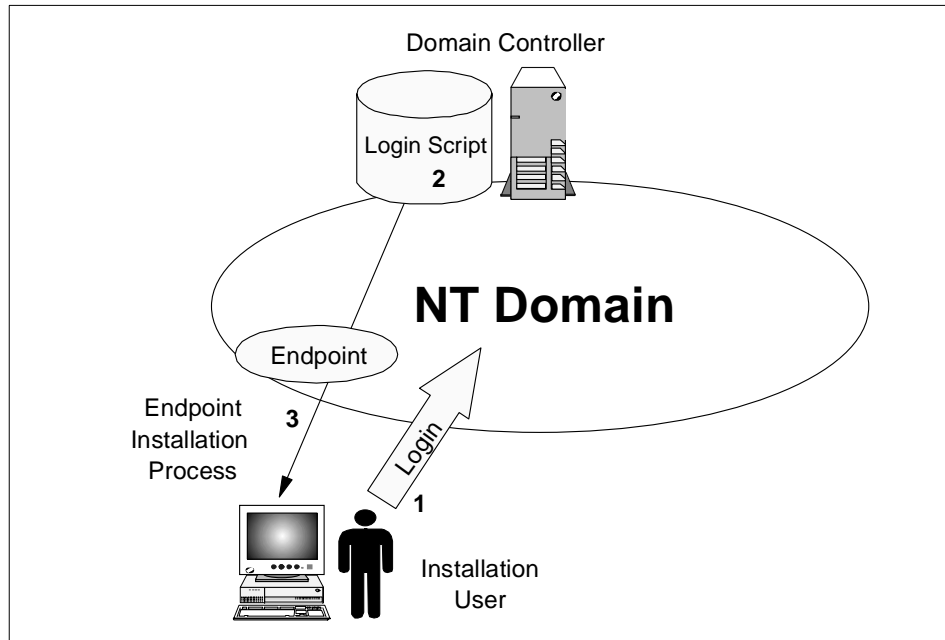 Domain Controller
Login Script
2
NT Domain
Endpoint
3
Endpoint
Installation
Process
Login
1
Installation
User